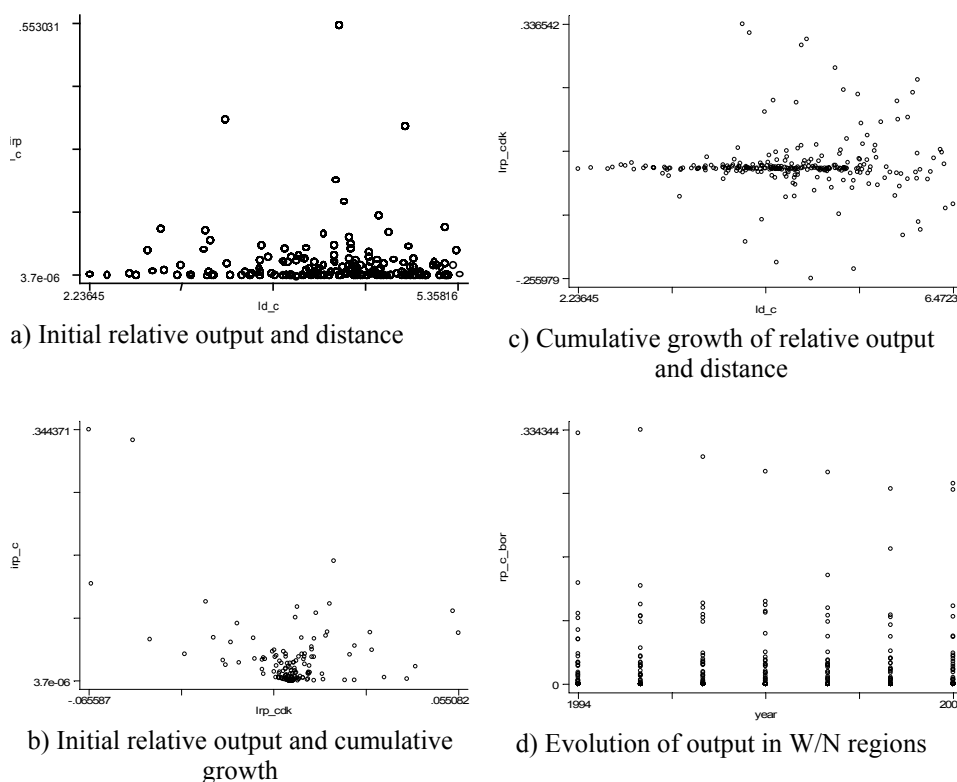 .553031
irp
_c
3.7e-06
2.23645
5.35816
ld_c
a) Initial relative output and distance
.336542
lrp_cdk
-.255979
2.23645
6.4723
ld_c
c) Cumulative growth of relative output
and distance
.344371
irp_c
3.7e-06
-.065587
.055082
lrp_cdk
b) Initial relative output and cumulative
growth
.334344
rp_c_bor
0
1994
200
year
d) Evolution of output in W/N regions